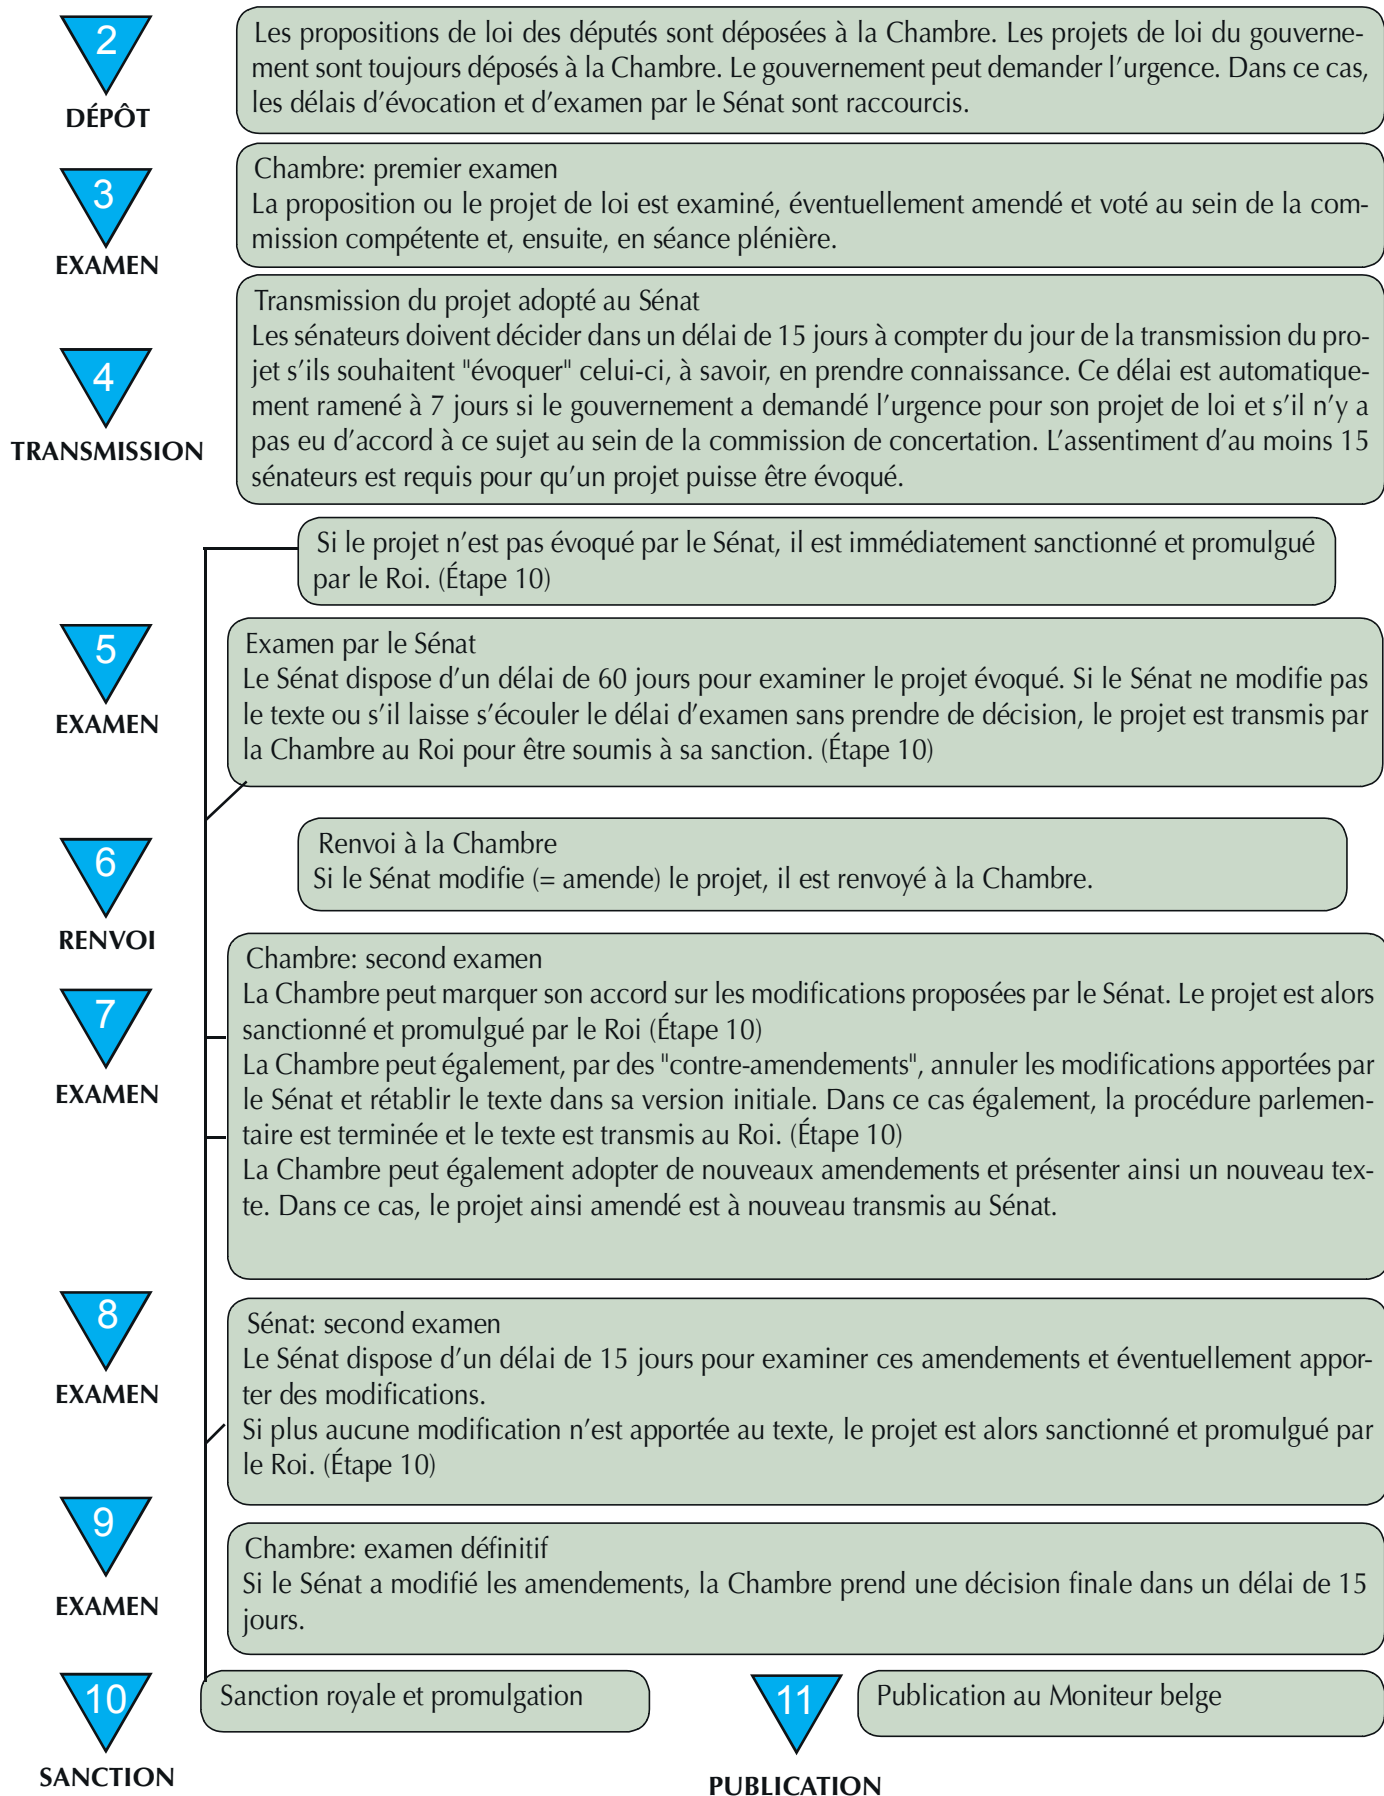 2
DÉPÔT
Les propositions de loi des députés sont déposées à la Chambre. Les projets de loi du gouverne-
ment sont toujours déposés à la Chambre. Le gouvernement peut demander l’urgence. Dans ce cas,
les délais d’évocation et d’examen par le Sénat sont raccourcis.
3
EXAMEN
Chambre: premier examen
La proposition ou le projet de loi est examiné, éventuellement amendé et voté au sein de la com-
mission compétente et, ensuite, en séance plénière.
4
TRANSMISSION
Transmission du projet adopté au Sénat
Les sénateurs doivent décider dans un délai de 15 jours à compter du jour de la transmission du pro-
jet s’ils souhaitent "évoquer" celui-ci, à savoir, en prendre connaissance. Ce délai est automatique-
ment ramené à 7 jours si le gouvernement a demandé l’urgence pour son projet de loi et s’il n’y a
pas eu d’accord à ce sujet au sein de la commission de concertation. L’assentiment d’au moins 15
sénateurs est requis pour qu’un projet puisse être évoqué.
Si le projet n’est pas évoqué par le Sénat, il est immédiatement sanctionné et promulgué
par le Roi. (Étape 10)
5
EXAMEN
Examen par le Sénat
Le Sénat dispose d’un délai de 60 jours pour examiner le projet évoqué. Si le Sénat ne modifie pas
le texte ou s’il laisse s’écouler le délai d’examen sans prendre de décision, le projet est transmis par
la Chambre au Roi pour être soumis à sa sanction. (Étape 10)
6
RENVOI
Renvoi à la Chambre
Si le Sénat modifie (= amende) le projet, il est renvoyé à la Chambre.
7
EXAMEN
Chambre: second examen
La Chambre peut marquer son accord sur les modifications proposées par le Sénat. Le projet est alors
sanctionné et promulgué par le Roi (Étape 10)
La Chambre peut également, par des "contre-amendements", annuler les modifications apportées par
le Sénat et rétablir le texte dans sa version initiale. Dans ce cas également, la procédure parlemen-
taire est terminée et le texte est transmis au Roi. (Étape 10)
La Chambre peut également adopter de nouveaux amendements et présenter ainsi un nouveau tex-
te. Dans ce cas, le projet ainsi amendé est à nouveau transmis au Sénat.
8
EXAMEN
Sénat: second examen
Le Sénat dispose d’un délai de 15 jours pour examiner ces amendements et éventuellement appor-
ter des modifications.
Si plus aucune modification n’est apportée au texte, le projet est alors sanctionné et promulgué par
le Roi. (Étape 10)
9
EXAMEN
Chambre: examen définitif
Si le Sénat a modifié les amendements, la Chambre prend une décision finale dans un délai de 15
jours.
10
SANCTION
Sanction royale et promulgation
11
PUBLICATION
Publication au Moniteur belge